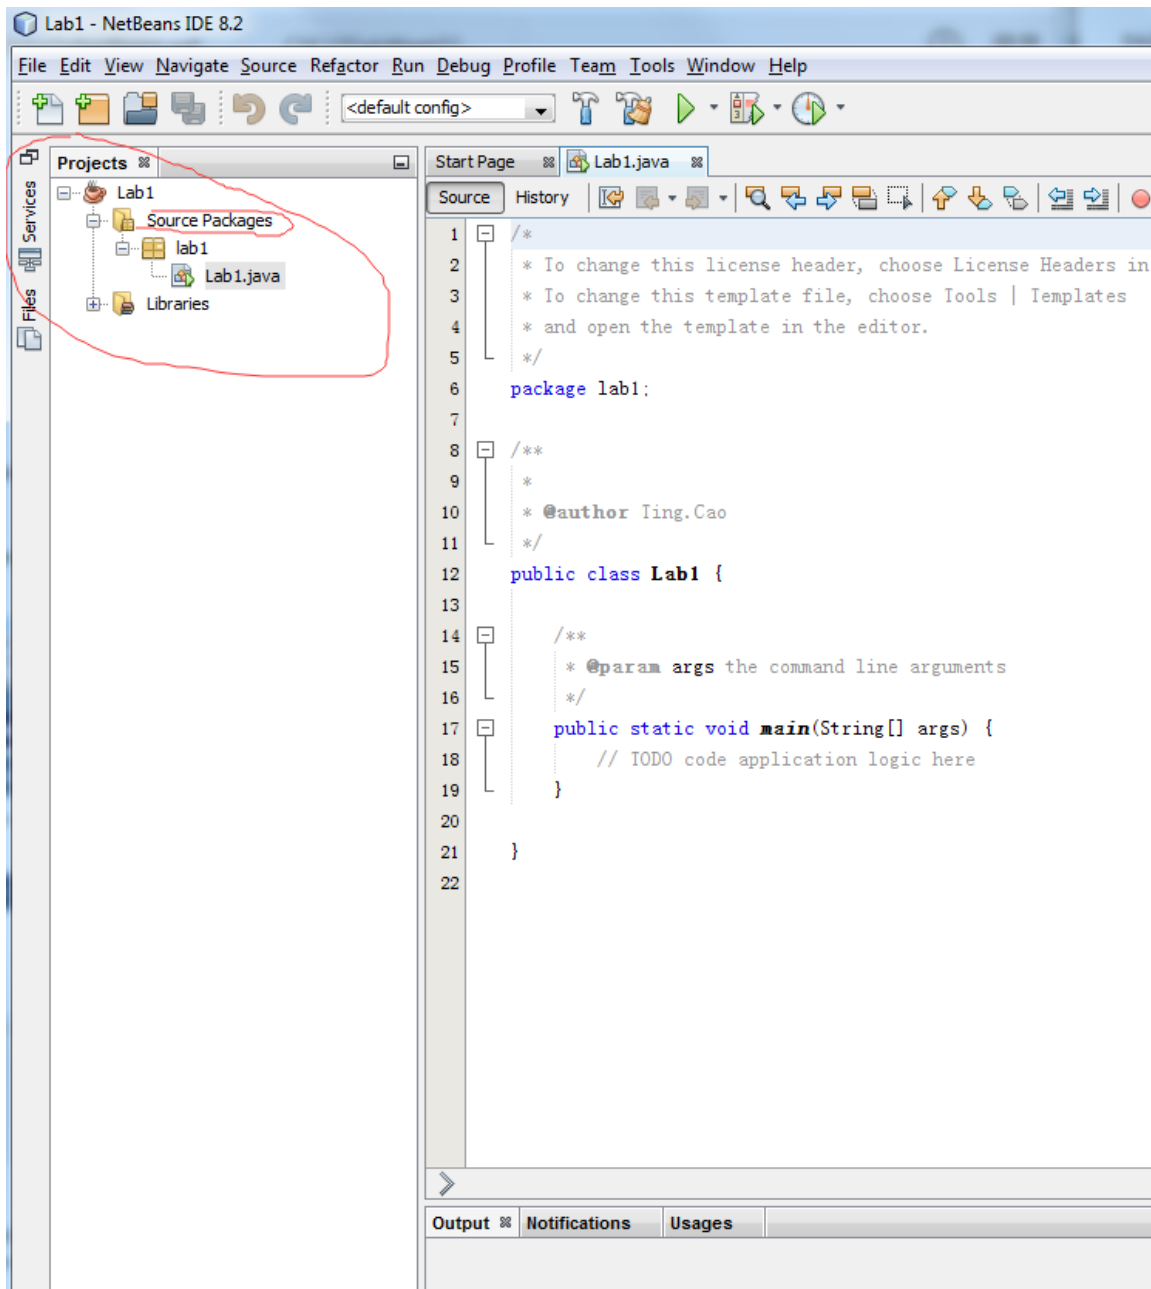 Lab1 - NetBeans IDE 8.2
File Edit View Navigate Source Refactor Run Debug Profile Team Tools Window Help
<default config>
Services
Files
Projects
Lab1
Source Packages
lab1
Lab1.java
Libraries
Start Page Lab1.java
Source History
1 /*
2 * To change this license header, choose License Headers in
3 * To change this template file, choose Tools | Templates
4 * and open the template in the editor.
5 */
6 package lab1;
7
8 /**
9 *
10 * @author Ting.Cao
11 */
12 public class Lab1 {
13
14 /**
15 * @param args the command line arguments
16 */
17 public static void main(String[] args) {
18 // TODO code application logic here
19 }
20
21 }
22
Output Notifications Usages